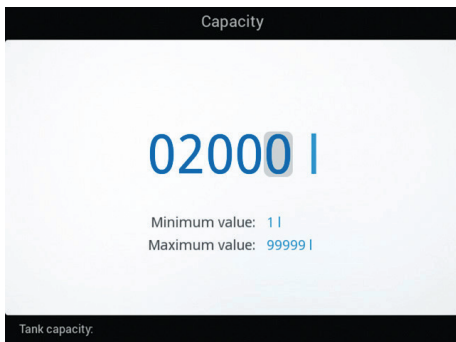 Capacity
02000 l
Minimum value: 1 l
Maximum value: 99999 l
Tank capacity: